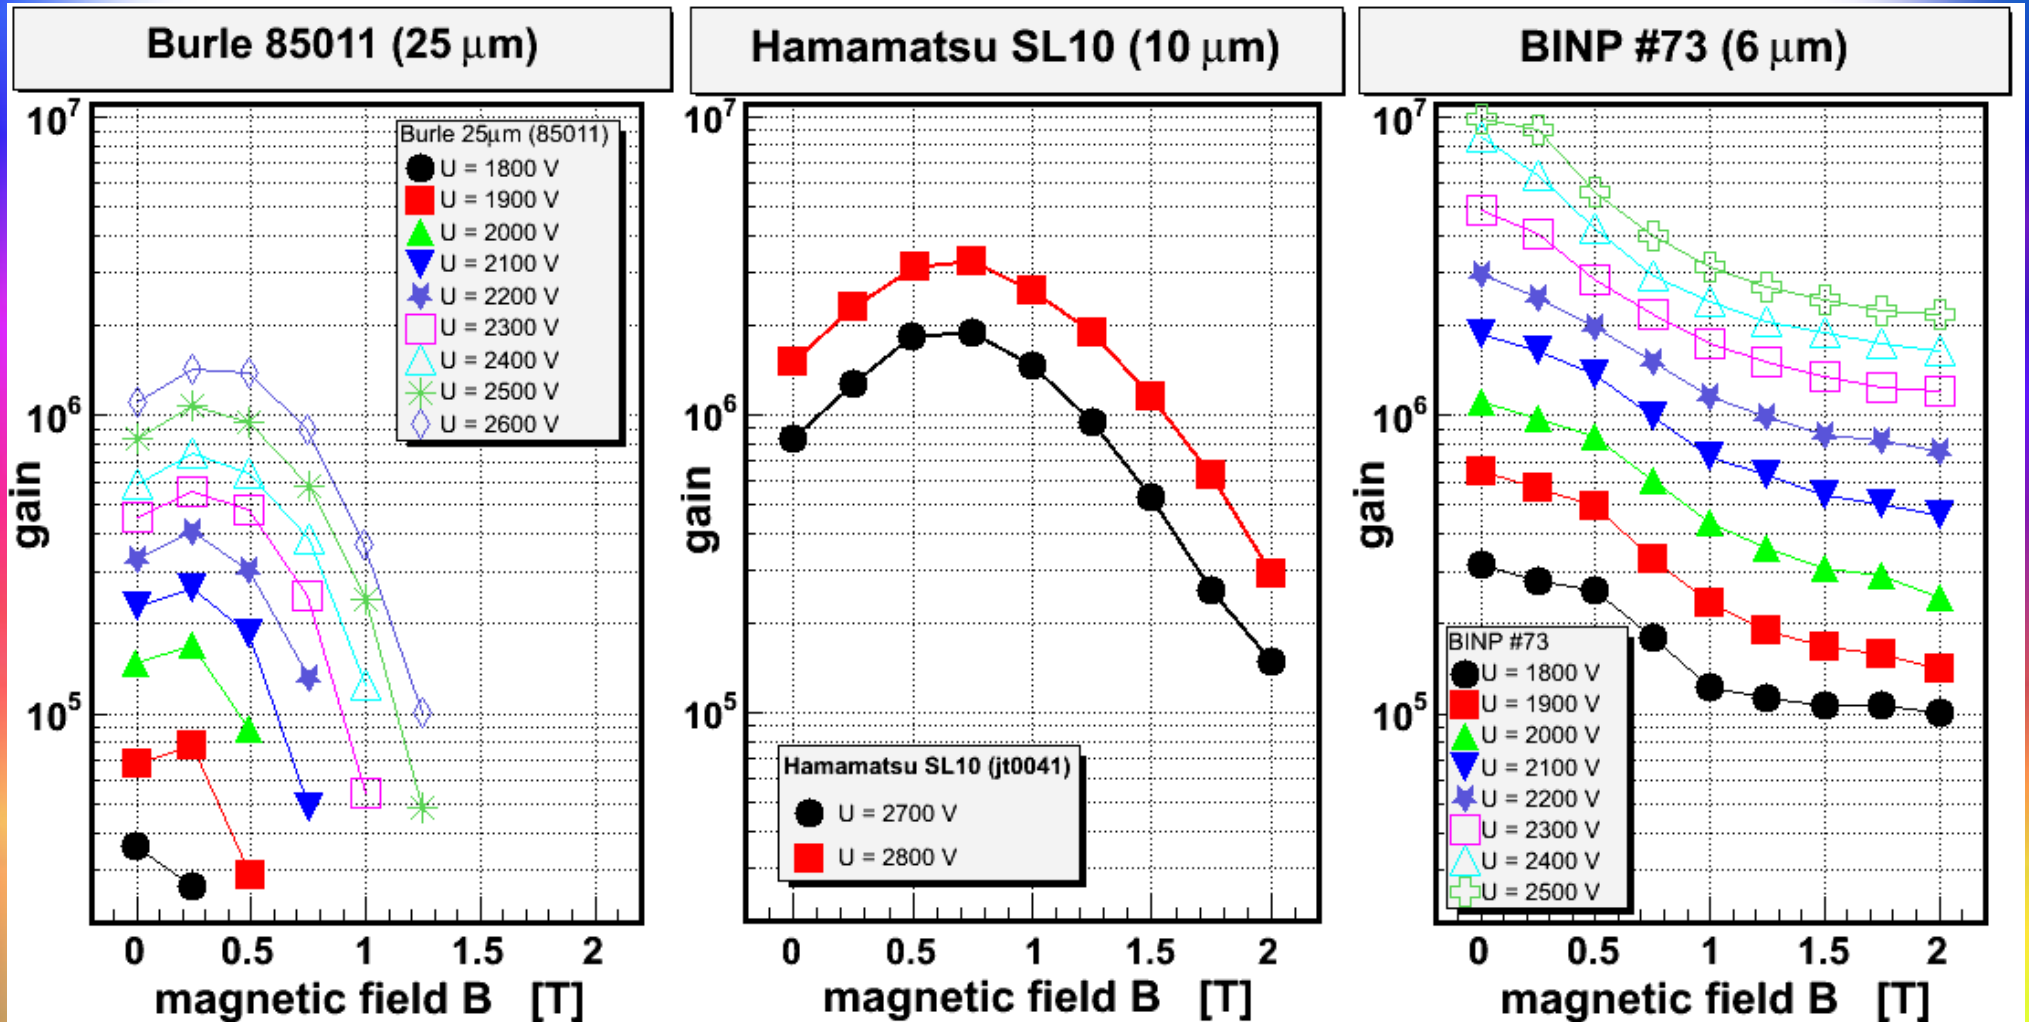 Burle 85011 (25 μm)
10⁷
10⁶
10⁵
gain
Burle 25μm (85011)
U = 1800 V
U = 1900 V
U = 2000 V
U = 2100 V
U = 2200 V
U = 2300 V
U = 2400 V
U = 2500 V
U = 2600 V
0 0.5 1 1.5 2
magnetic field B [T]
Hamamatsu SL10 (10 μm)
10⁷
10⁶
10⁵
gain
Hamamatsu SL10 (jt0041)
U = 2700 V
U = 2800 V
0 0.5 1 1.5 2
magnetic field B [T]
BINP #73 (6 μm)
10⁷
10⁶
10⁵
gain
BINP #73
U = 1800 V
U = 1900 V
U = 2000 V
U = 2100 V
U = 2200 V
U = 2300 V
U = 2400 V
U = 2500 V
0 0.5 1 1.5 2
magnetic field B [T]